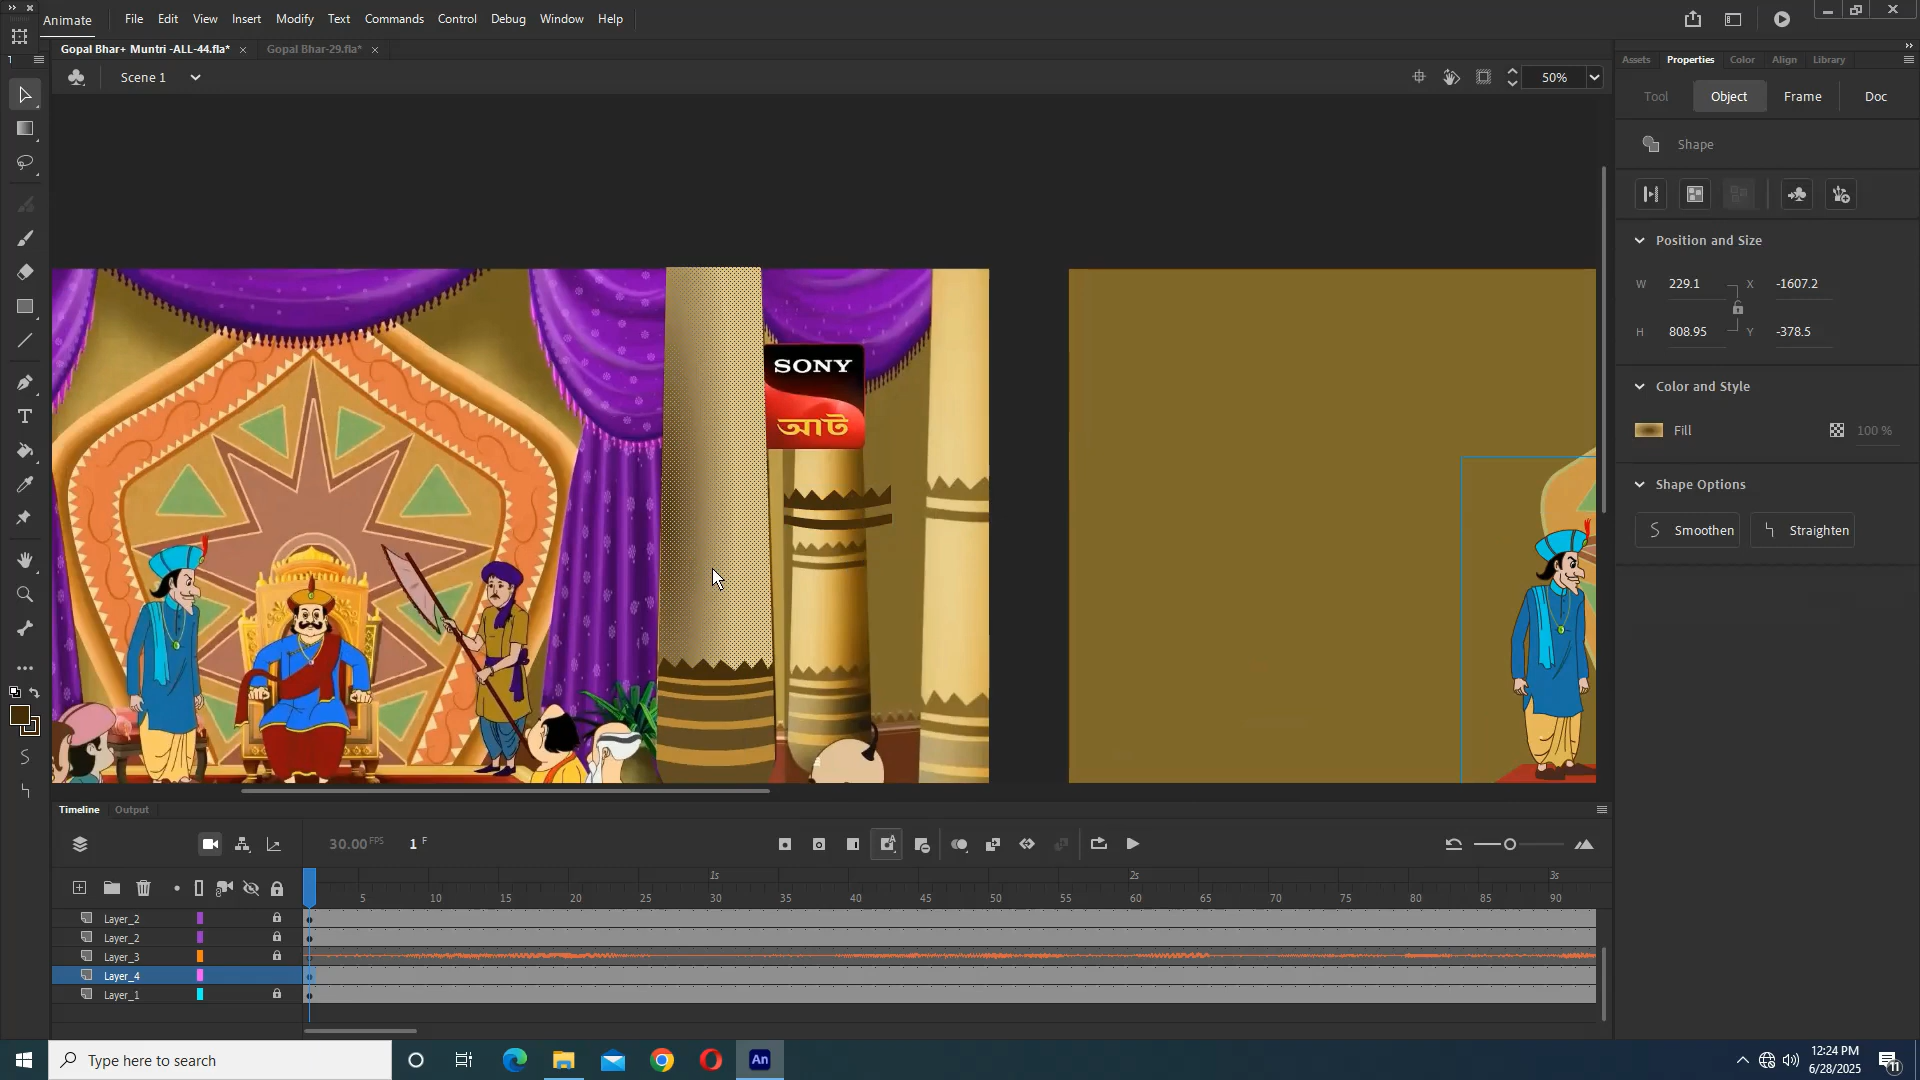 Animate
File Edit View Insert Modify Text Commands Control Debug Window Help
Gopal Bhar+ Muntri -ALL-44.fla*
Gopal Bhar-29.fla*
Assets Properties Color Align Library
Scene 1
50%
Tool Object Frame Doc
Shape
Position and Size
W 229.1 X -1607.2
H 808.95 Y -378.5
Color and Style
Fill 100 %
Shape Options
Smoothen Straighten
SONY
আট
Timeline Output
30.00 FPS 1 F
1s 2s 3s
5 10 15 20 25 30 35 40 45 50 55 60 65 70 75 80 85 90
Layer_2
Layer_2
Layer_3
Layer_4
Layer_1
Type here to search
An
12:24 PM
6/28/2025
11